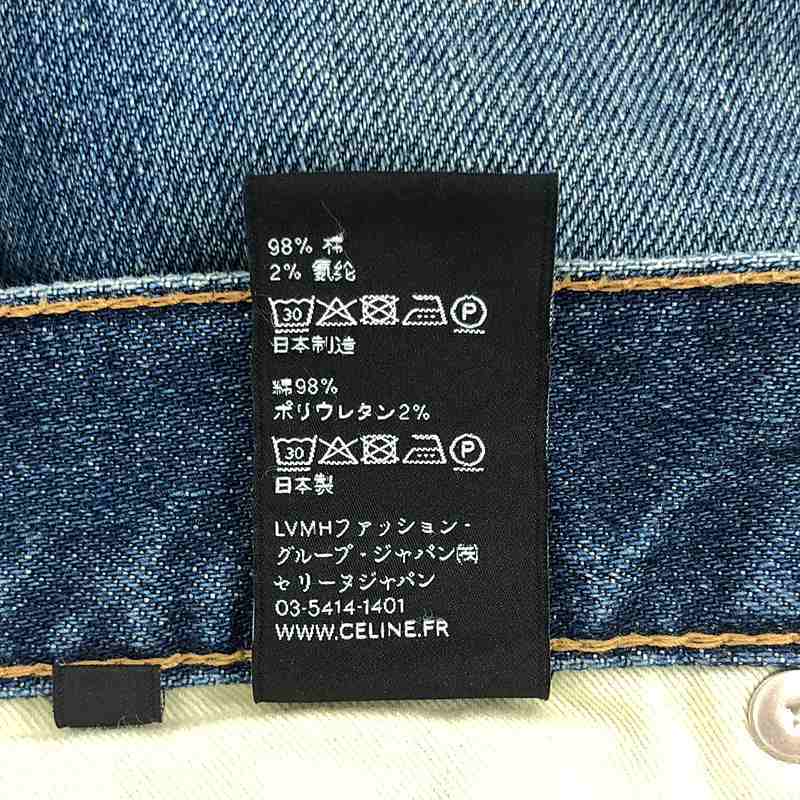 98% 棉
2% 氨纶
30 P
日本制造
綿98%
ポリウレタン2%
30 P
日本製
LVMHファッション・
グループ・ジャパン㈱
セリーヌジャパン
03-5414-1401
WWW.CELINE.FR